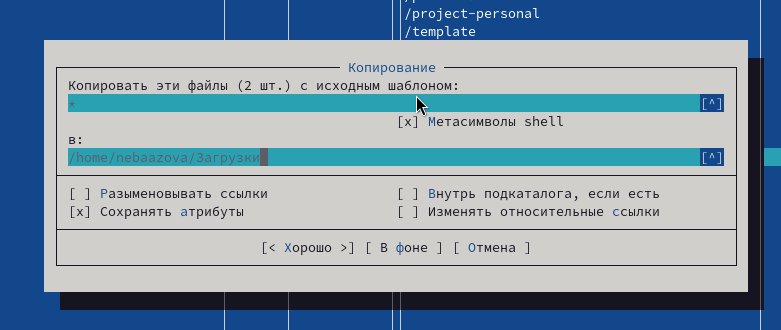 /project-personal
/template
Копирование
Копировать эти файлы (2 шт.) с исходным шаблоном:
* [^]
[x] Метасимволы shell
в:
/home/nebaazova/Загрузки [^]
[ ] Разыменовывать ссылки [ ] Внутрь подкаталога, если есть
[x] Сохранять атрибуты [ ] Изменять относительные ссылки
[< Хорошо >] [ В фоне ] [ Отмена ]